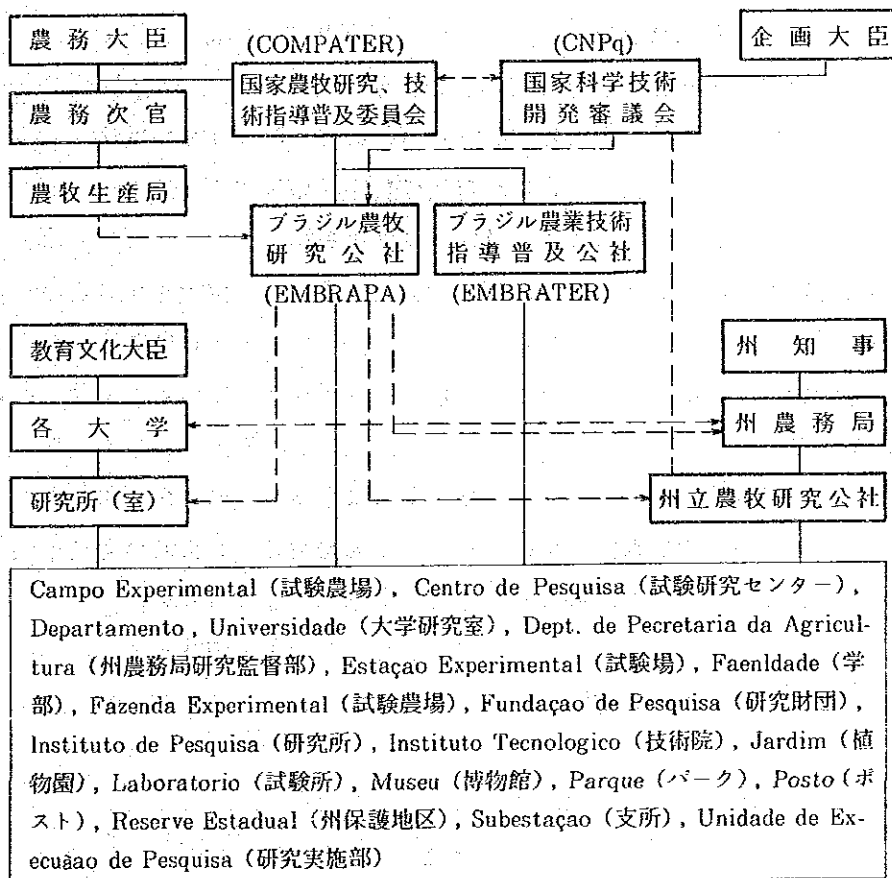 農務大臣
(COMPATER)
(CNPq)
企画大臣
国家農牧研究、技
術指導普及委員会
国家科学技術
開発審議会
農務次官
農牧生産局
ブラジル農牧
研究公社
ブラジル農業技術
指導普及公社
(EMBRAPA)
(EMBRATER)
教育文化大臣
州知事
各大学
州農務局
研究所(室)
州立農牧研究公社
Campo Experimental (試験農場), Centro de Pesquisa (試験研究センター),
Departamento, Universidade (大学研究室), Dept. de Pecretaria da Agricul-
tura (州農務局研究監督部), Estaçao Experimental (試験場), Faenldade (学
部), Fazenda Experimental (試験農場), Fundaçao de Pesquisa (研究財団),
Instituto de Pesquisa (研究所), Instituto Tecnologico (技術院), Jardim (植
物園), Laboratorio (試験所), Museu (博物館), Parque (パーク), Posto (ポ
スト), Reserve Estadual (州保護地区), Subestaçao (支所), Unidade de Ex-
ecuãao de Pesquisa (研究実施部)